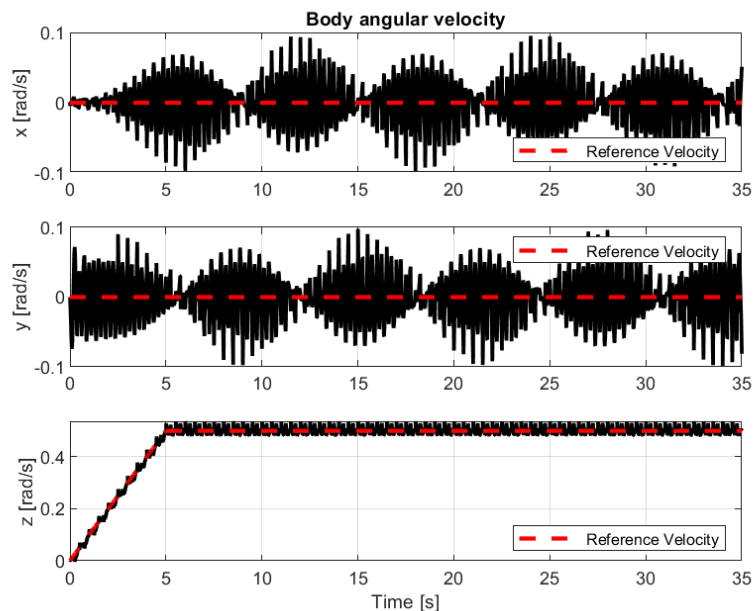 Body angular velocity
0.1
0
-0.1
x [rad/s]
Reference Velocity
0 5 10 15 20 25 30 35
0.1
0
-0.1
y [rad/s]
Reference Velocity
0 5 10 15 20 25 30 35
0.4
0.2
0
z [rad/s]
Reference Velocity
0 5 10 15 20 25 30 35
Time [s]